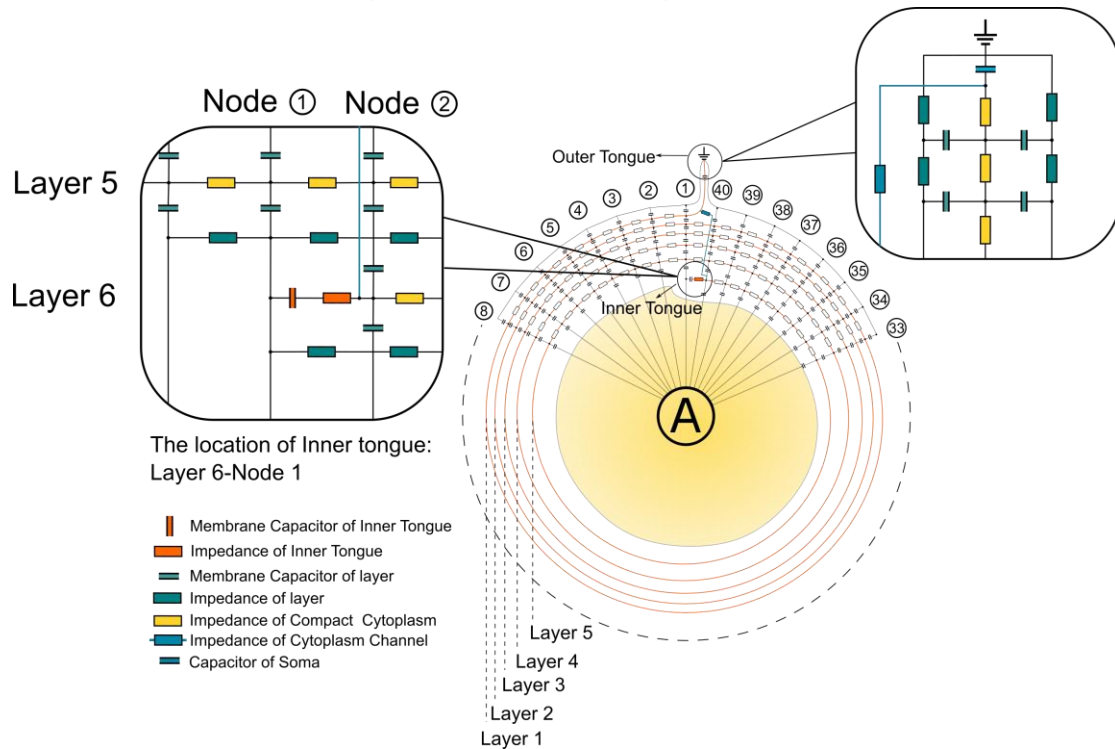 Node ① Node ②
Layer 5
Layer 6
The location of Inner tongue:
Layer 6-Node 1
Membrane Capacitor of Inner Tongue
Impedance of Inner Tongue
Membrane Capacitor of layer
Impedance of layer
Impedance of Compact Cytoplasm
Impedance of Cytoplasm Channel
Capacitor of Soma
Outer Tongue
① ② ③ ④ ⑤ ⑥ ⑦ ⑧
㊵ ㊴ ㊳ ㊲ ㊱ ㉟ ㉞ ㉝
Inner Tongue
A
Layer 5
Layer 4
Layer 3
Layer 2
Layer 1